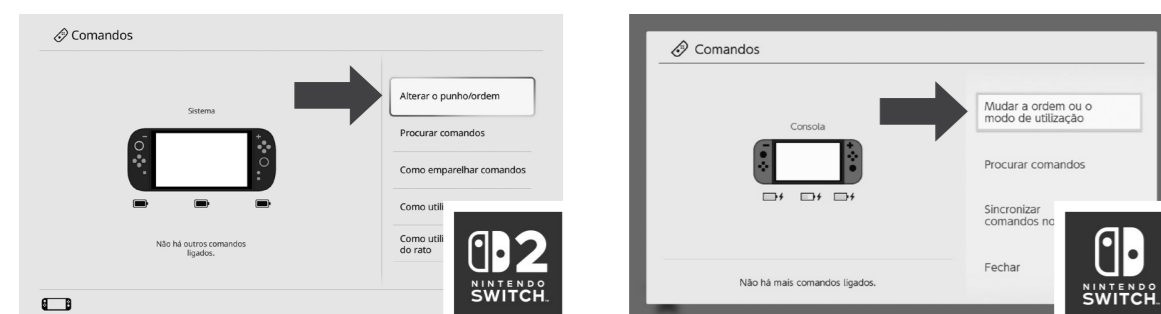 Comandos
Sistema
Não há outros comandos
ligados.
Alterar o punho/ordem
Procurar comandos
Como emparelhar comandos
Como utili
Como utili
do rato
2
NINTENDO
SWITCH™
Comandos
Consola
Não há mais comandos ligados.
Mudar a ordem ou o
modo de utilização
Procurar comandos
Sincronizar
comandos no
Fechar
NINTENDO
SWITCH™